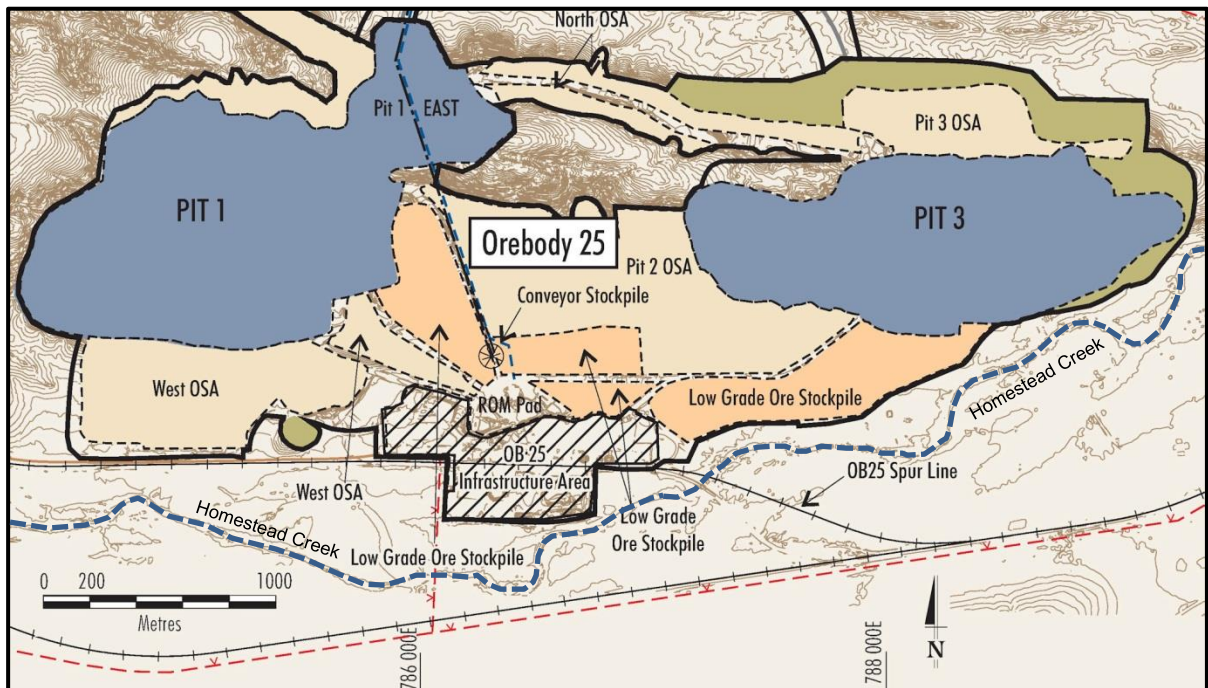 North OSA
Pit 1
EAST
Pit 3 OSA
PIT 1
PIT 3
Orebody 25
Pit 2 OSA
Conveyor Stockpile
Homestead Creek
West OSA
ROM Pad
Low Grade Ore Stockpile
OB 25
Infrastructure Area
West OSA
OB25 Spur Line
Homestead Creek
Low Grade
Ore Stockpile
Low Grade Ore Stockpile
0 200 1000
Metres
786 000E
788 000E
N